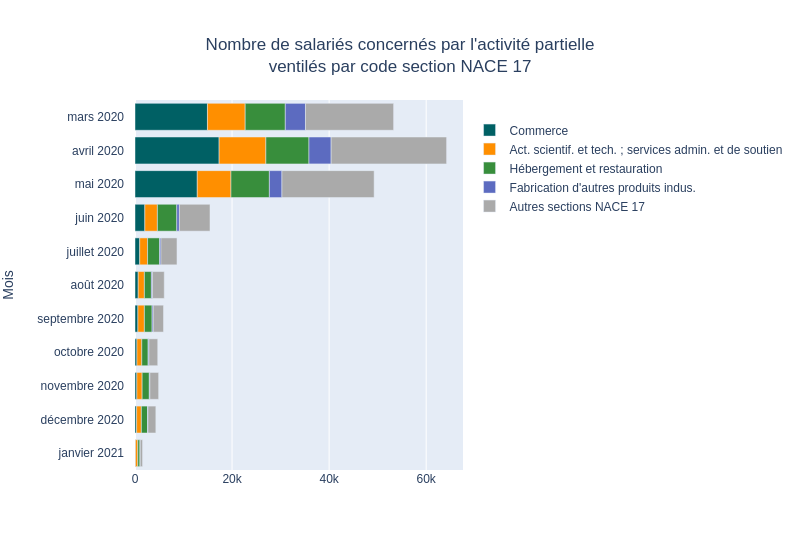 Nombre de salariés concernés par l'activité partielle
ventilés par code section NACE 17
mars 2020
avril 2020
mai 2020
juin 2020
juillet 2020
août 2020
septembre 2020
octobre 2020
novembre 2020
décembre 2020
janvier 2021
Mois
0 20k 40k 60k
Commerce
Act. scientif. et tech. ; services admin. et de soutien
Hébergement et restauration
Fabrication d'autres produits indus.
Autres sections NACE 17